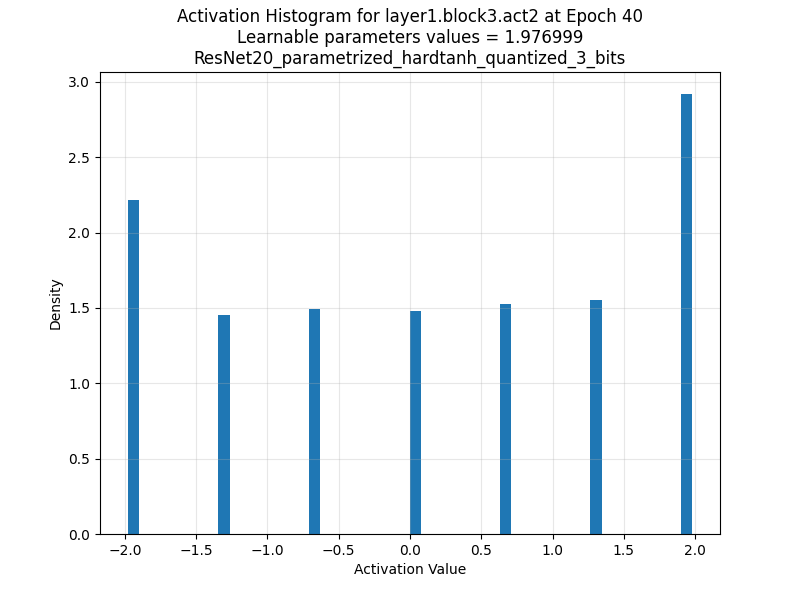 Activation Histogram for layer1.block3.act2 at Epoch 40
Learnable parameters values = 1.976999
ResNet20_parametrized_hardtanh_quantized_3_bits
3.0
2.5
2.0
1.5
1.0
0.5
0.0
Density
−2.0 −1.5 −1.0 −0.5 0.0 0.5 1.0 1.5 2.0
Activation Value